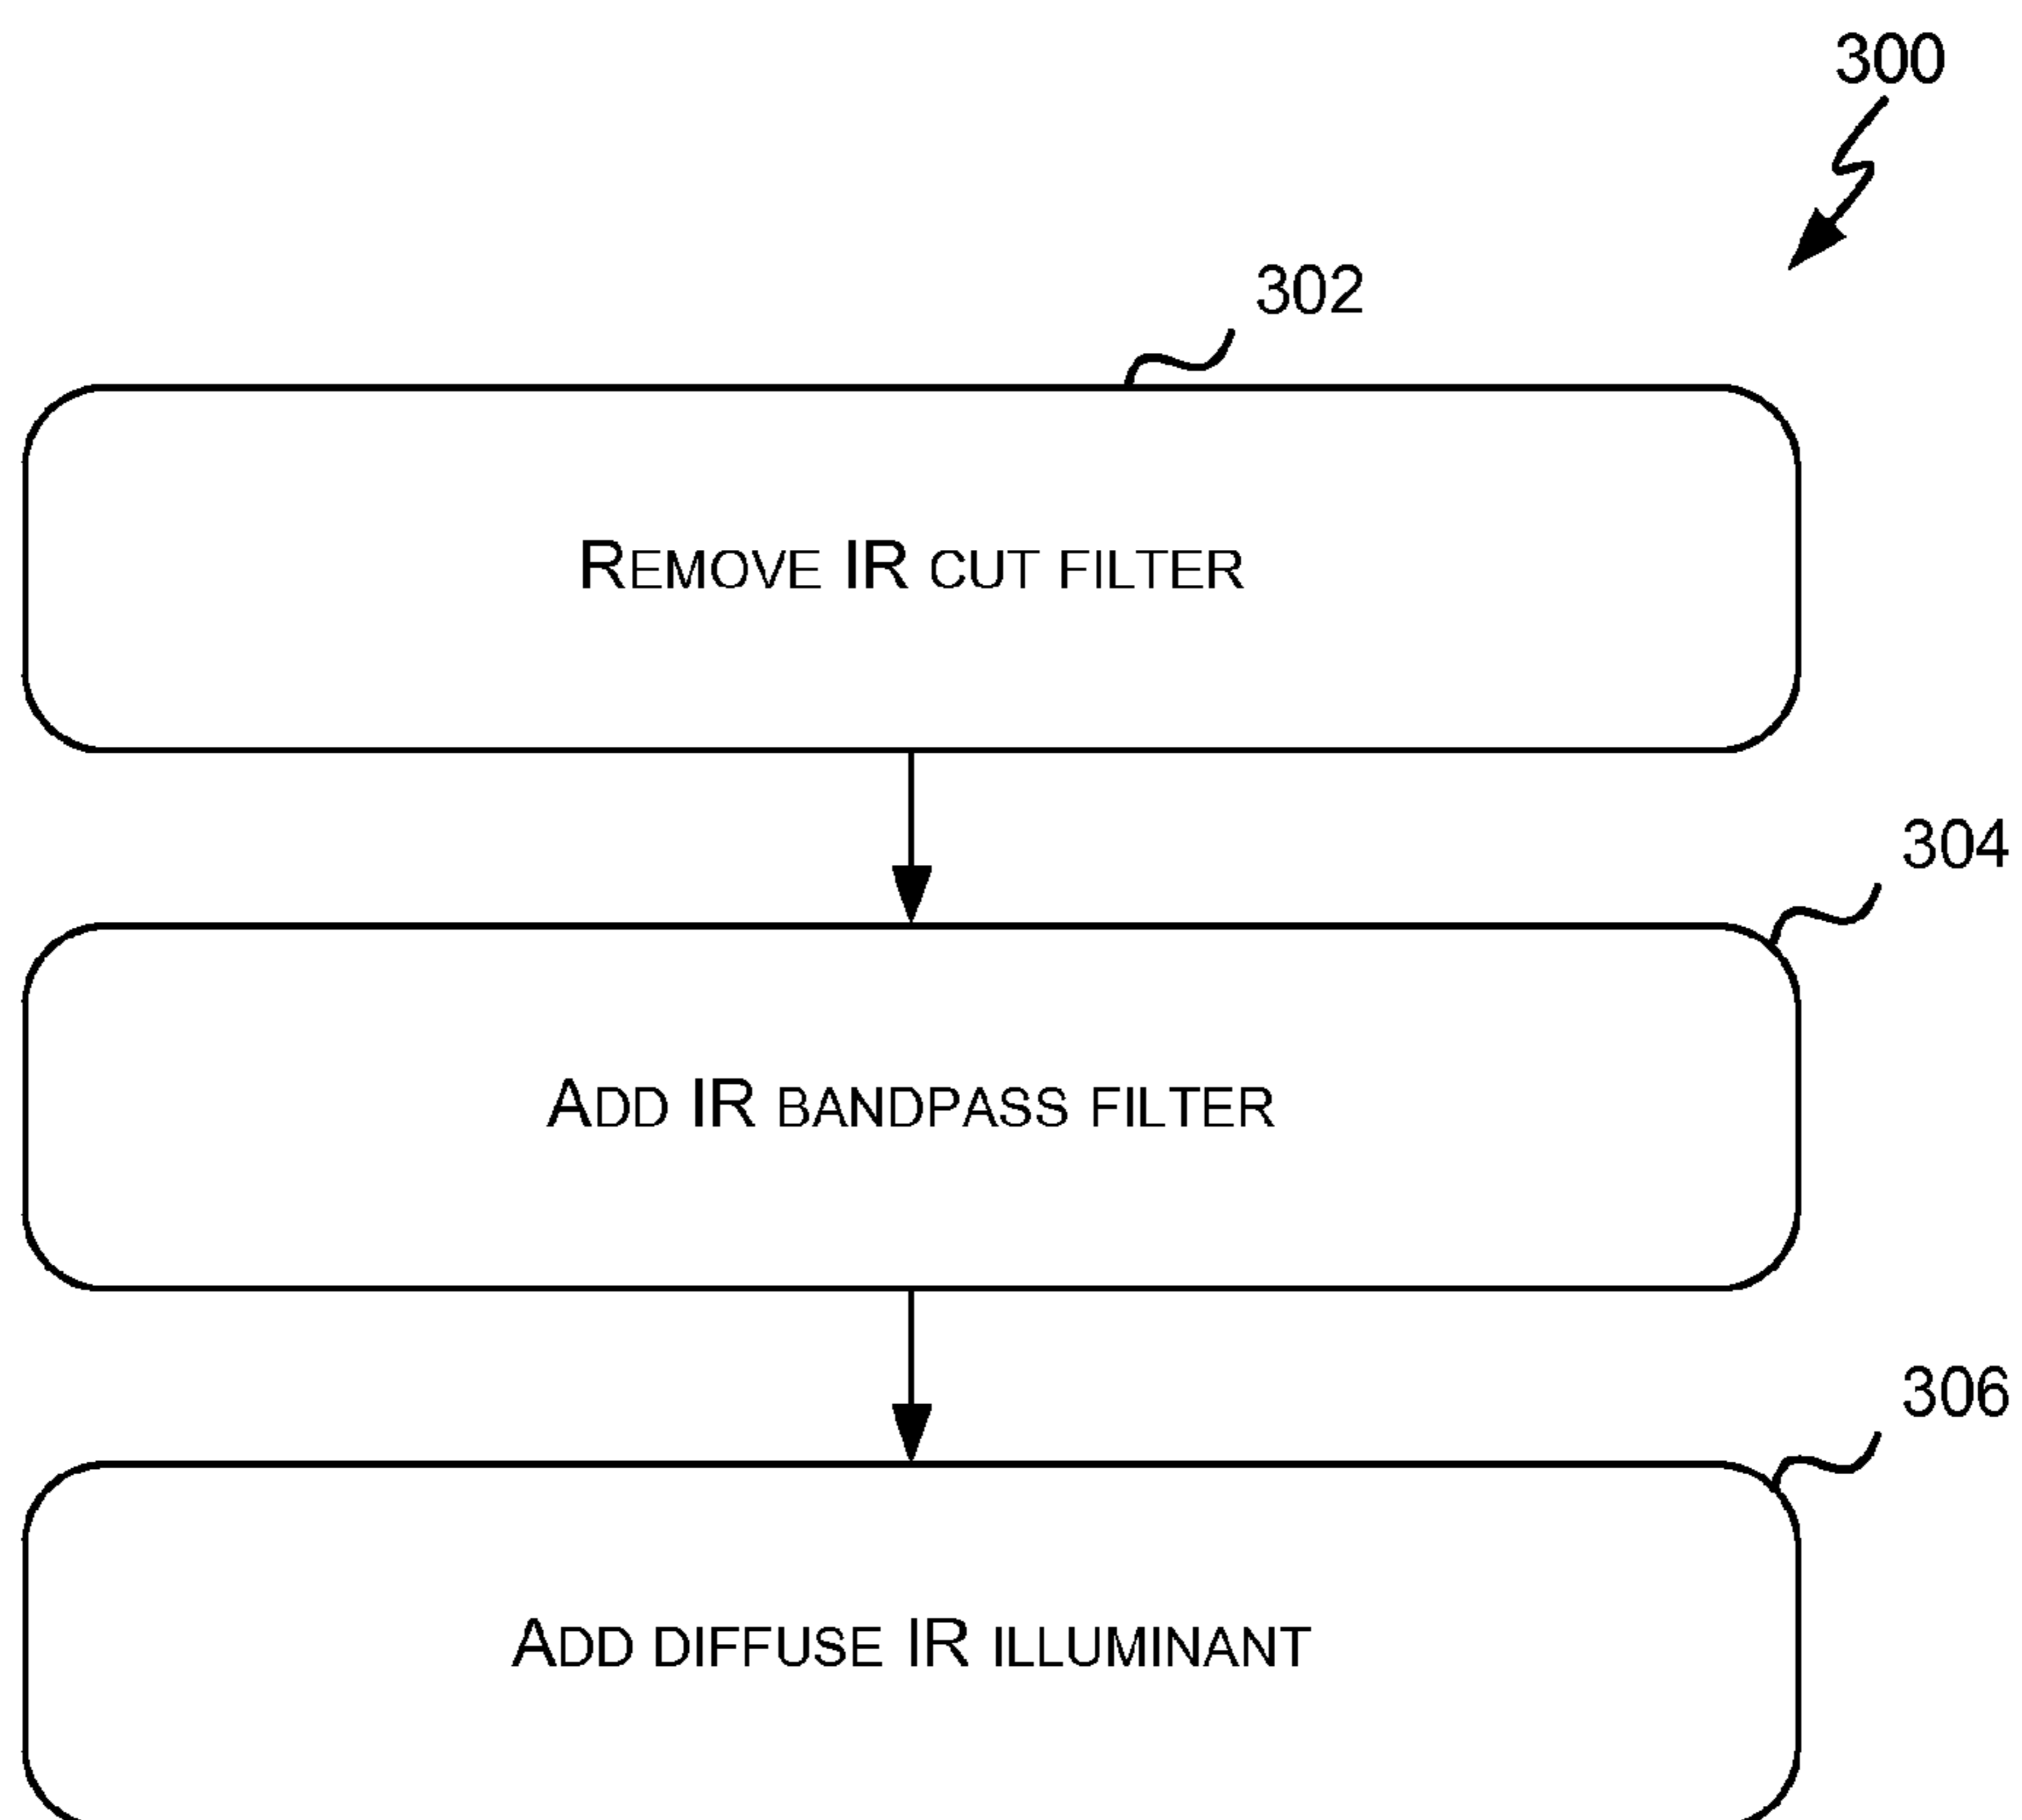 300
302
REMOVE IR CUT FILTER
304
ADD IR BANDPASS FILTER
306
ADD DIFFUSE IR ILLUMINANT